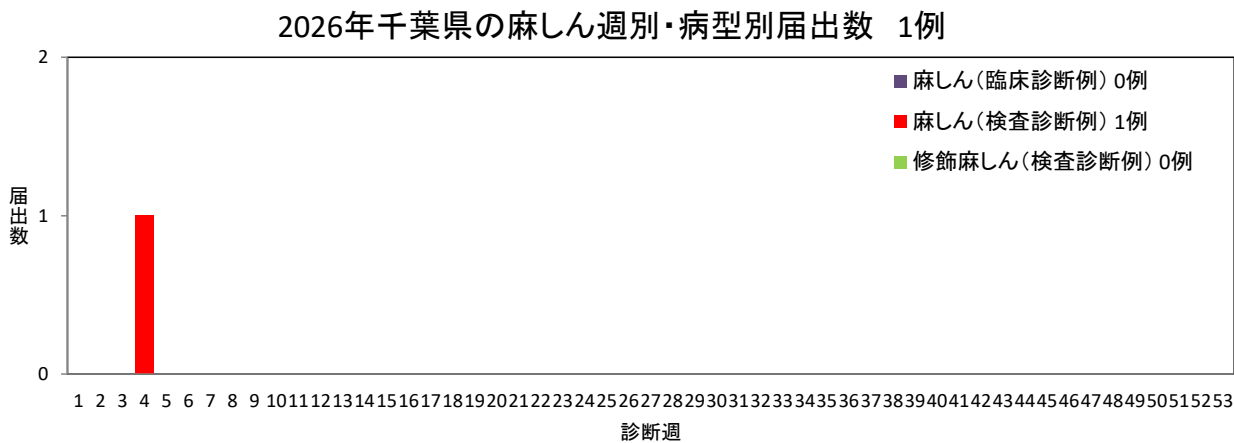 2026年千葉県の麻しん週別・病型別届出数 1例
2
麻しん（臨床診断例）0例
麻しん（検査診断例）1例
修飾麻しん（検査診断例）0例
届出数
1
0
1 2 3 4 5 6 7 8 9 10 11 12 13 14 15 16 17 18 19 20 21 22 23 24 25 26 27 28 29 30 31 32 33 34 35 36 37 38 39 40 41 42 43 44 45 46 47 48 49 50 51 52 53
診断週